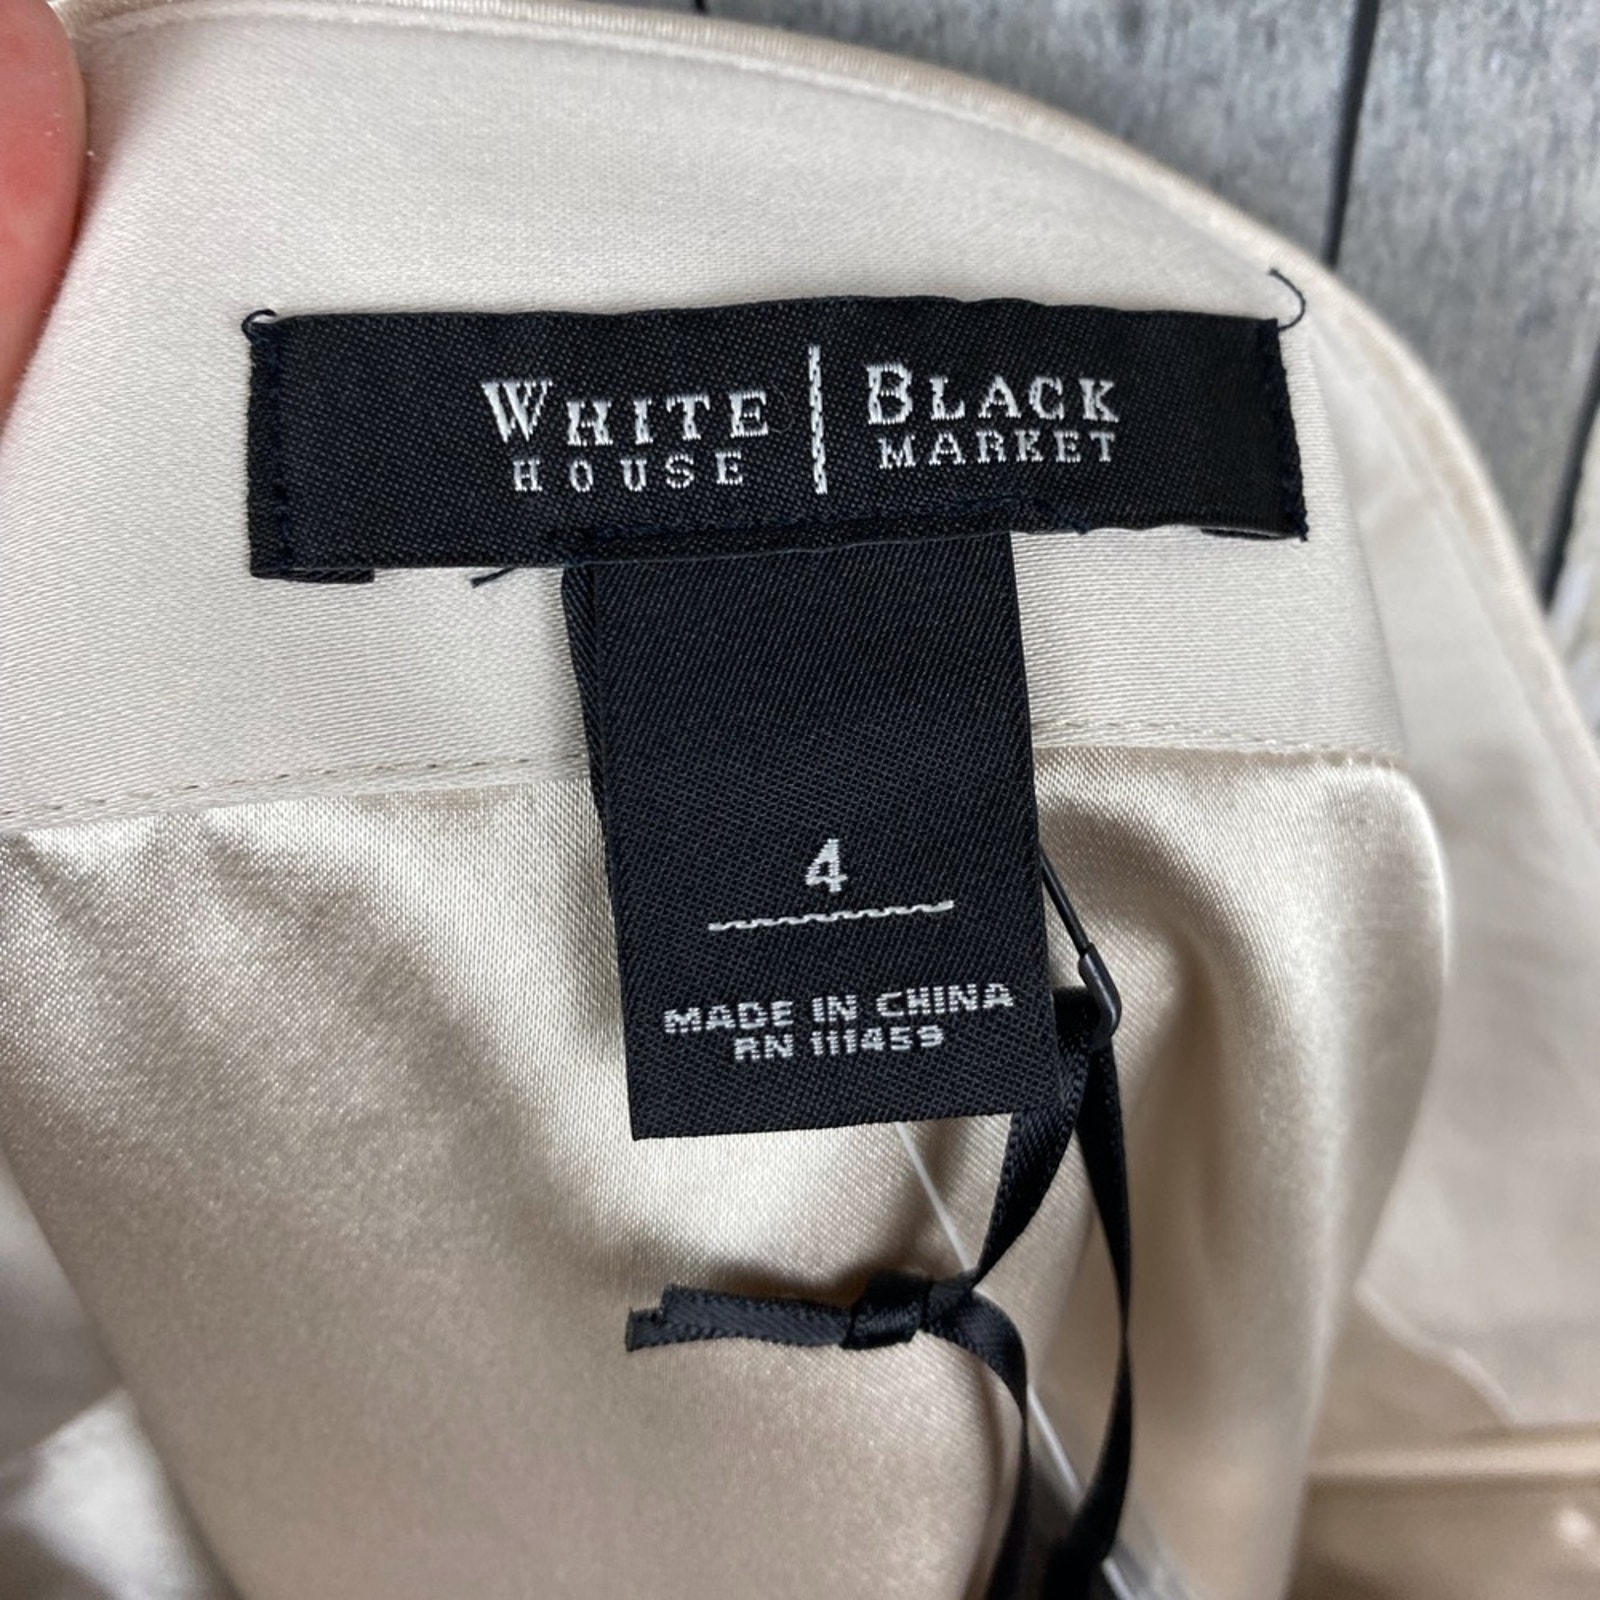 WHITE | BLACK
HOUSE | MARKET
4
MADE IN CHINA
RN 111459